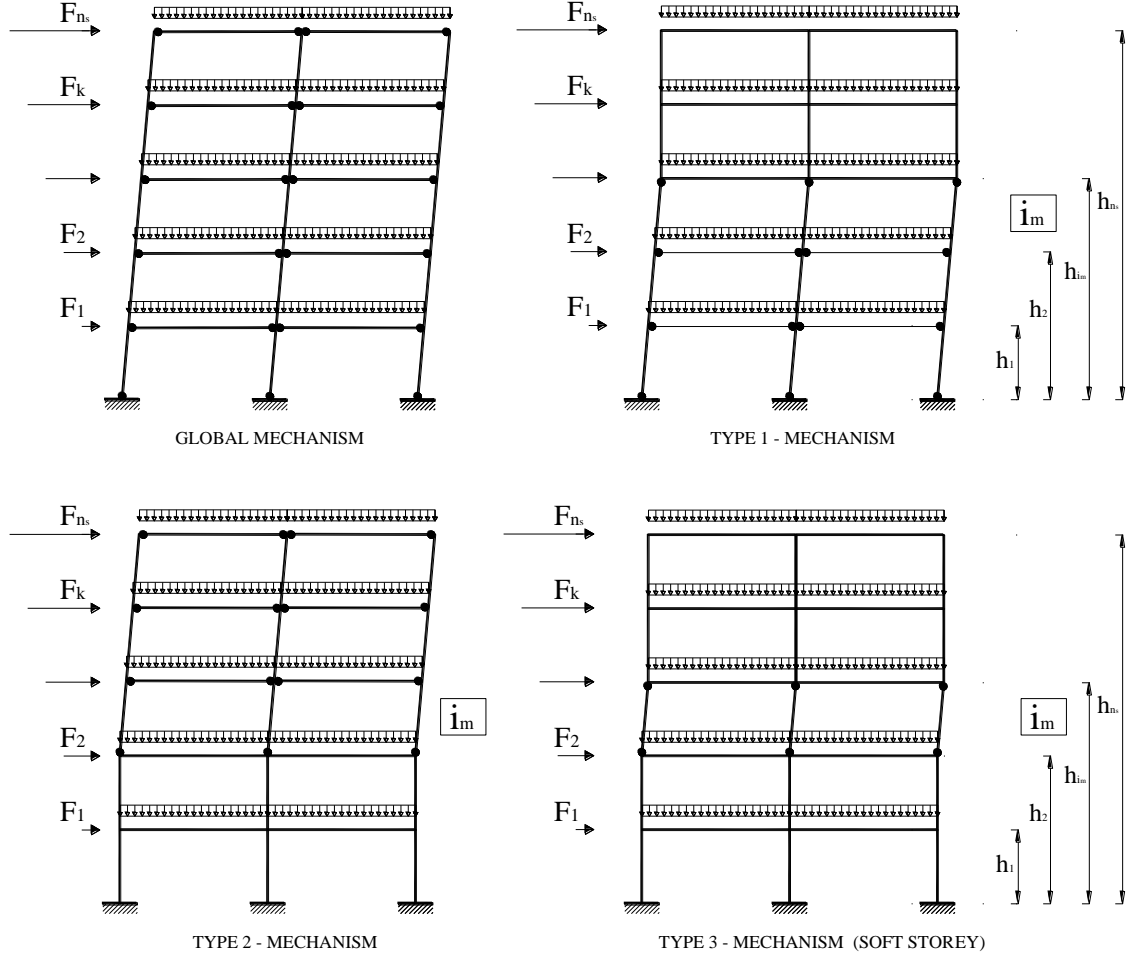 Fns
Fk
F2
F1
GLOBAL MECHANISM
Fns
Fk
F2
F1
im
h1
h2
him
hns
TYPE 1 - MECHANISM
Fns
Fk
F2
F1
im
TYPE 2 - MECHANISM
Fns
Fk
F2
F1
im
h1
h2
him
hns
TYPE 3 - MECHANISM (SOFT STOREY)